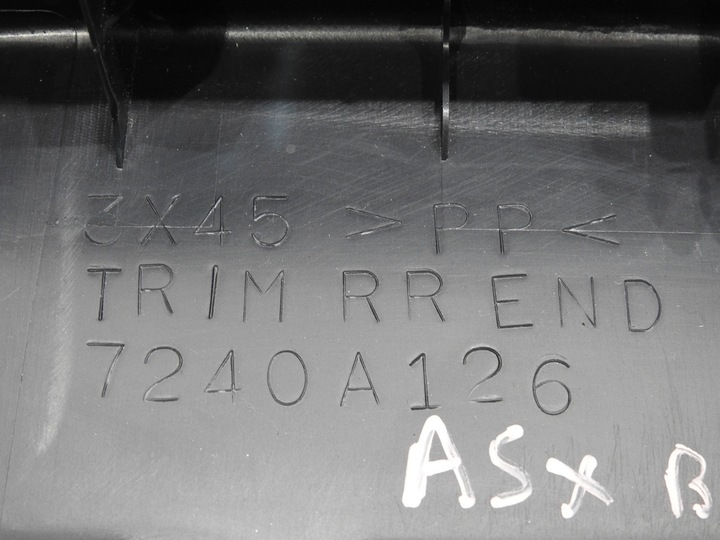 3X45 >PP<
TRIM RR END
7240A126
ASX B